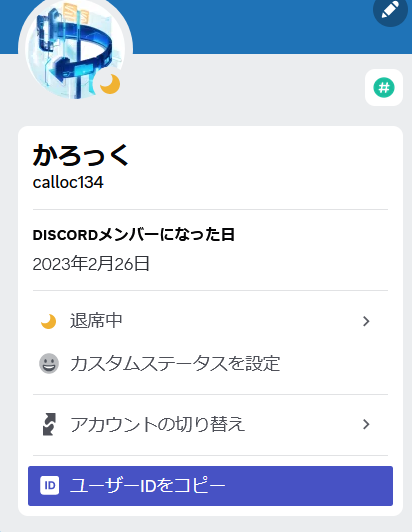 #
かろっく
calloc134
DISCORDメンバーになった日
2023年2月26日
退席中
カスタムステータスを設定
アカウントの切り替え
ID ユーザーIDをコピー